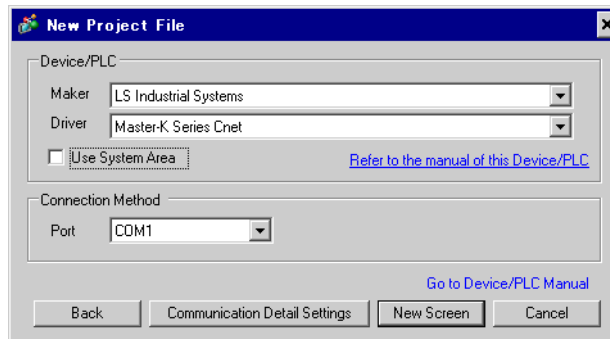 New Project File
Device/PLC
Maker LS Industrial Systems
Driver Master-K Series Cnet
Use System Area Refer to the manual of this Device/PLC
Connection Method
Port COM1
Go to Device/PLC Manual
Back Communication Detail Settings New Screen Cancel